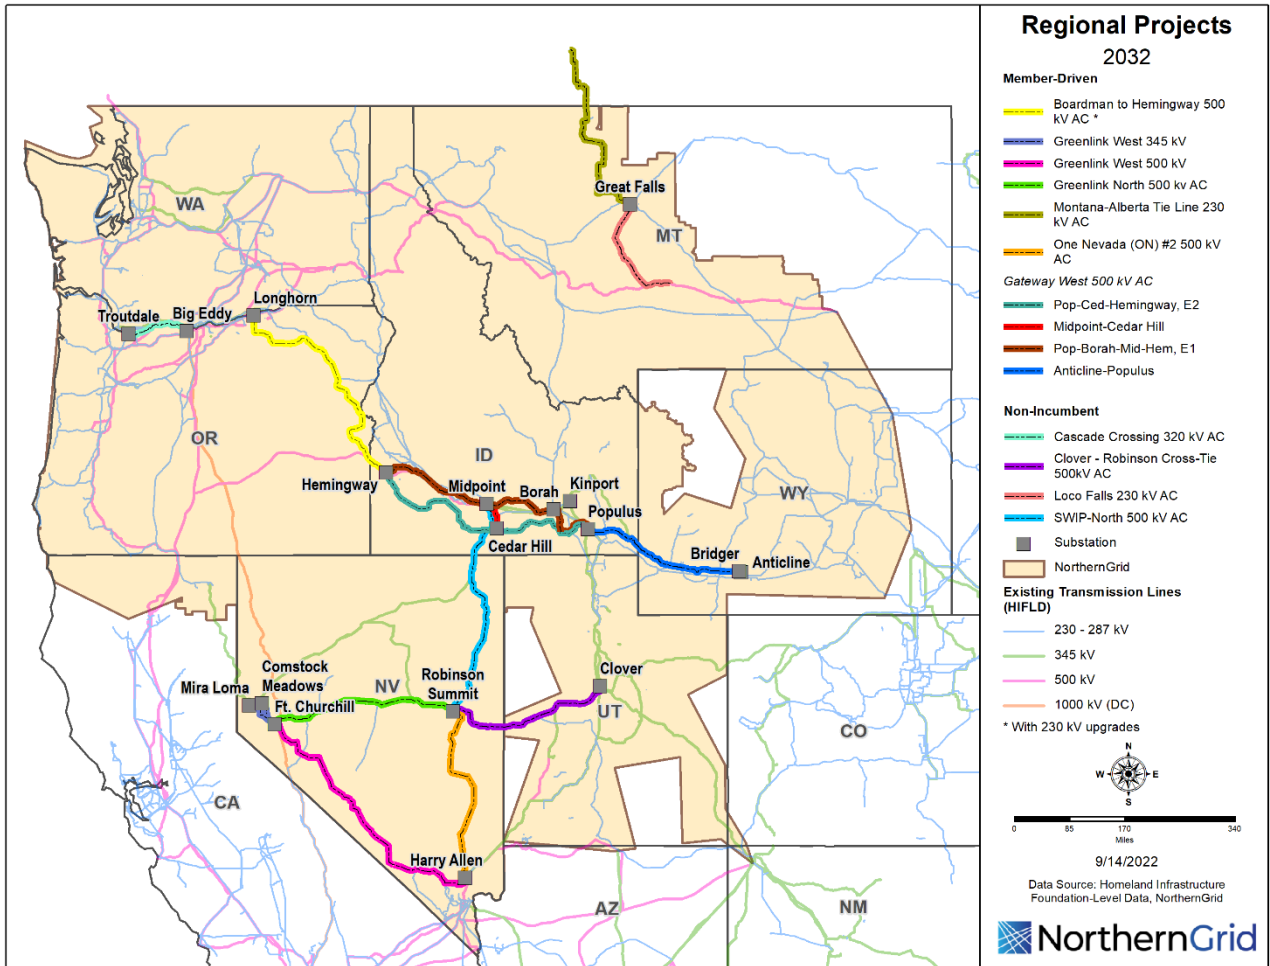 Great Falls
WA
MT
Longhorn
Troutdale
Big Eddy
OR
ID
Hemingway
Midpoint
Borah
Kinport
Populus
Cedar Hill
WY
Bridger
Anticline
Comstock
Meadows
Mira Loma
Ft. Churchill
NV
Robinson
Summit
Clover
UT
CO
CA
Harry Allen
AZ
NM
Regional Projects
2032
Member-Driven
Boardman to Hemingway 500
kV AC *
Greenlink West 345 kV
Greenlink West 500 kV
Greenlink North 500 kv AC
Montana-Alberta Tie Line 230
kV AC
One Nevada (ON) #2 500 kV
AC
Gateway West 500 kV AC
Pop-Ced-Hemingway, E2
Midpoint-Cedar Hill
Pop-Borah-Mid-Hem, E1
Anticline-Populus
Non-Incumbent
Cascade Crossing 320 kV AC
Clover - Robinson Cross-Tie
500kV AC
Loco Falls 230 kV AC
SWIP-North 500 kV AC
Substation
NorthernGrid
Existing Transmission Lines
(HIFLD)
230 - 287 kV
345 kV
500 kV
1000 kV (DC)
* With 230 kV upgrades
N
W E
S
0 85 170 340
Miles
9/14/2022
Data Source: Homeland Infrastructure
Foundation-Level Data, NorthernGrid
NorthernGrid